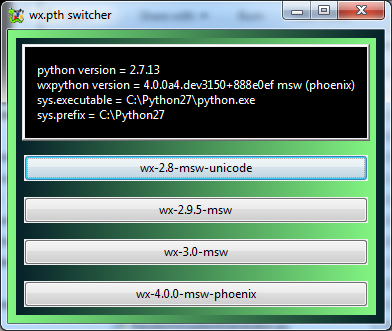 wx.pth switcher
python version = 2.7.13
wxpython version = 4.0.0a4.dev3150+888e0ef msw (phoenix)
sys.executable = C:\Python27\python.exe
sys.prefix = C:\Python27
wx-2.8-msw-unicode
wx-2.9.5-msw
wx-3.0-msw
wx-4.0.0-msw-phoenix